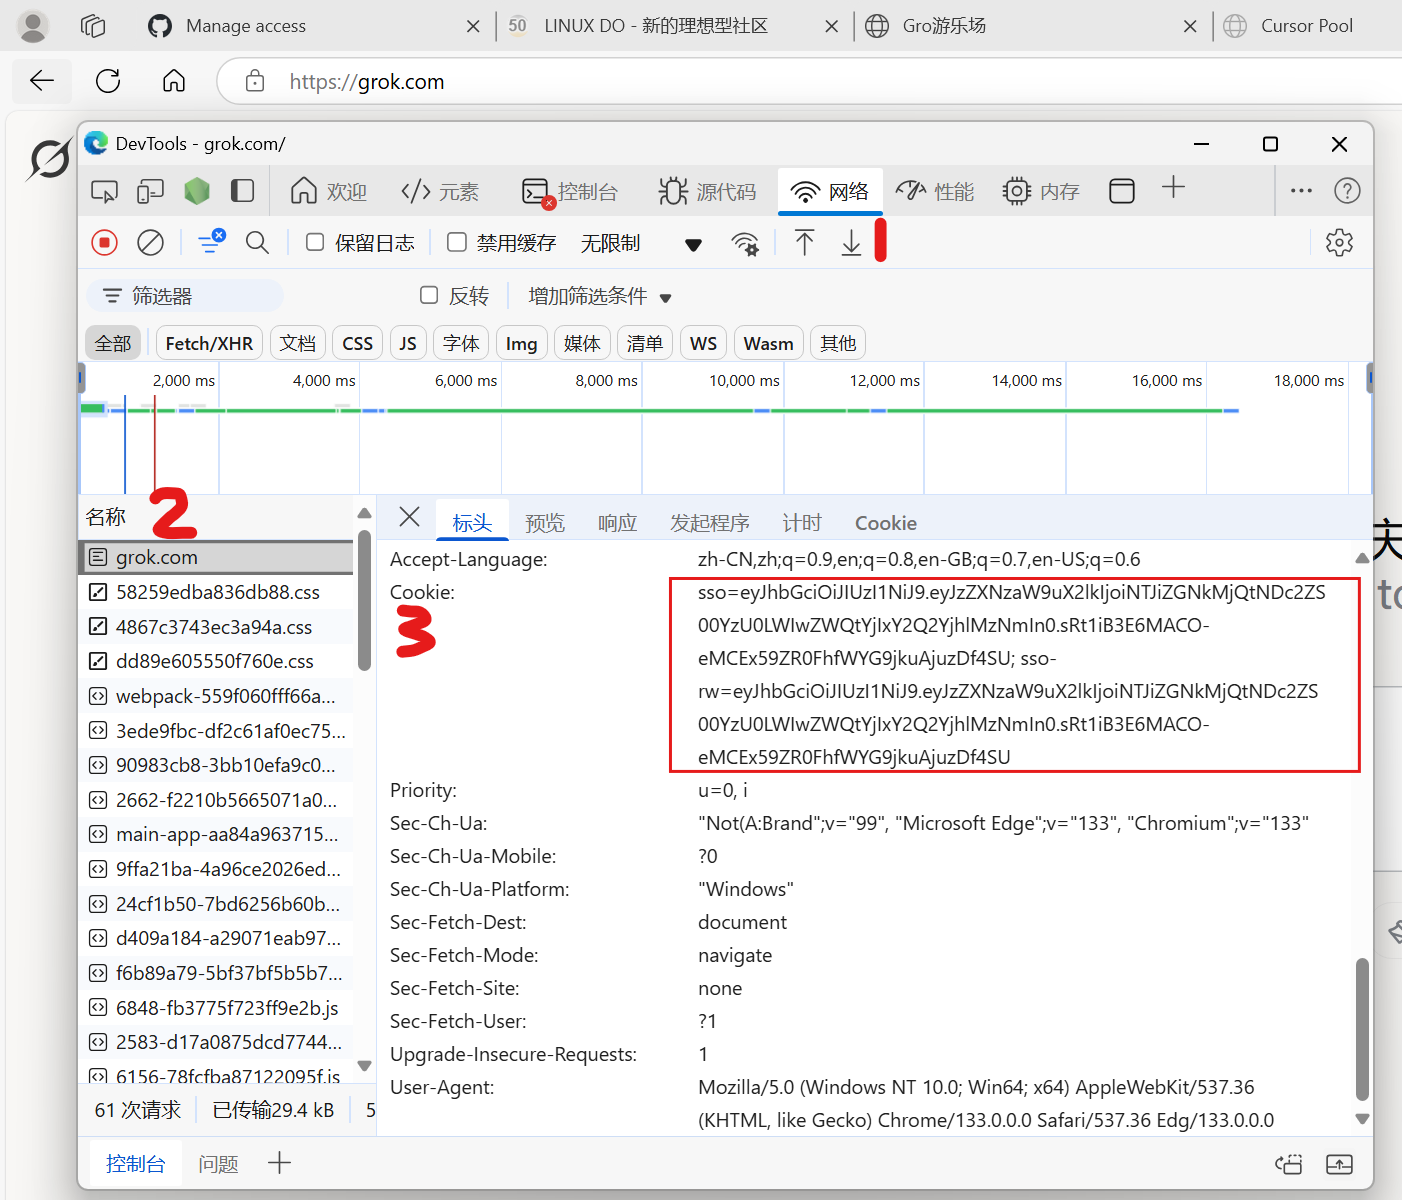 Manage access
50 LINUX DO - 新的理想型社区
Gro游乐场
Cursor Pool
https://grok.com
DevTools - grok.com/
欢迎
元素
控制台
源代码
网络
性能
内存
保留日志
禁用缓存
无限制
1
筛选器
反转
增加筛选条件
全部
Fetch/XHR
文档
CSS
JS
字体
Img
媒体
清单
WS
Wasm
其他
2,000 ms
4,000 ms
6,000 ms
8,000 ms
10,000 ms
12,000 ms
14,000 ms
16,000 ms
18,000 ms
名称
2
grok.com
58259edba836db88.css
4867c3743ec3a94a.css
dd89e605550f760e.css
webpack-559f060fff66a...
3ede9fbc-df2c61af0ec75...
90983cb8-3bb10efa9c0...
2662-f2210b5665071a0...
main-app-aa84a963715...
9ffa21ba-4a96ce2026ed...
24cf1b50-7bd6256b60b...
d409a184-a29071eab97...
f6b89a79-5bf37bf5b5b7...
6848-fb3775f723ff9e2b.js
2583-d17a0875dcd7744...
6156-78fcfba87122095f.js
61 次请求
已传输29.4 kB
5
标头
预览
响应
发起程序
计时
Cookie
Accept-Language:
zh-CN,zh;q=0.9,en;q=0.8,en-GB;q=0.7,en-US;q=0.6
Cookie:
3
sso=eyJhbGciOiJIUzI1NiJ9.eyJzZXNzaW9uX2lkIjoiNTJiZGNkMjQtNDc2ZS
00YzU0LWIwZWQtYjIxY2Q2YjhlMzNmIn0.sRt1iB3E6MACO-
eMCEx59ZR0FhfWYG9jkuAjuzDf4SU; sso-
rw=eyJhbGciOiJIUzI1NiJ9.eyJzZXNzaW9uX2lkIjoiNTJiZGNkMjQtNDc2ZS
00YzU0LWIwZWQtYjIxY2Q2YjhlMzNmIn0.sRt1iB3E6MACO-
eMCEx59ZR0FhfWYG9jkuAjuzDf4SU
Priority:
u=0, i
Sec-Ch-Ua:
"Not(A:Brand";v="99", "Microsoft Edge";v="133", "Chromium";v="133"
Sec-Ch-Ua-Mobile:
?0
Sec-Ch-Ua-Platform:
"Windows"
Sec-Fetch-Dest:
document
Sec-Fetch-Mode:
navigate
Sec-Fetch-Site:
none
Sec-Fetch-User:
?1
Upgrade-Insecure-Requests:
1
User-Agent:
Mozilla/5.0 (Windows NT 10.0; Win64; x64) AppleWebKit/537.36
(KHTML, like Gecko) Chrome/133.0.0.0 Safari/537.36 Edg/133.0.0.0
控制台
问题